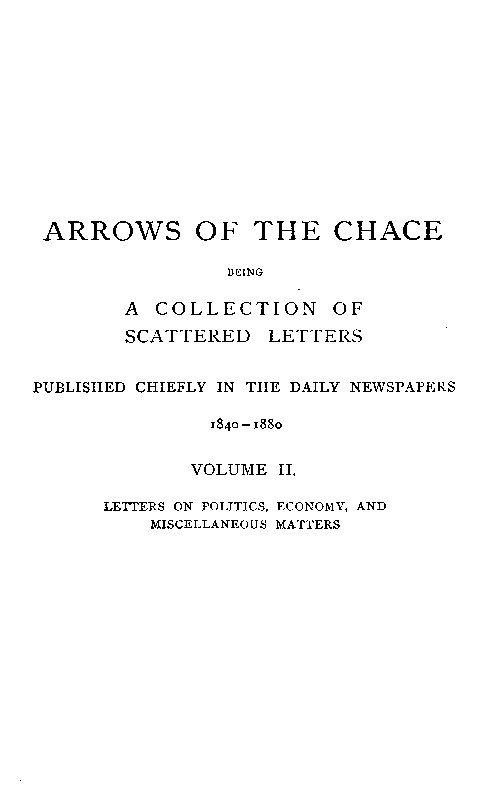 ARROWS OF THE CHACE
BEING
A COLLECTION OF
SCATTERED LETTERS
PUBLISHED CHIEFLY IN THE DAILY NEWSPAPERS
1840–1880
VOLUME II.
LETTERS ON POLITICS, ECONOMY, AND
MISCELLANEOUS MATTERS